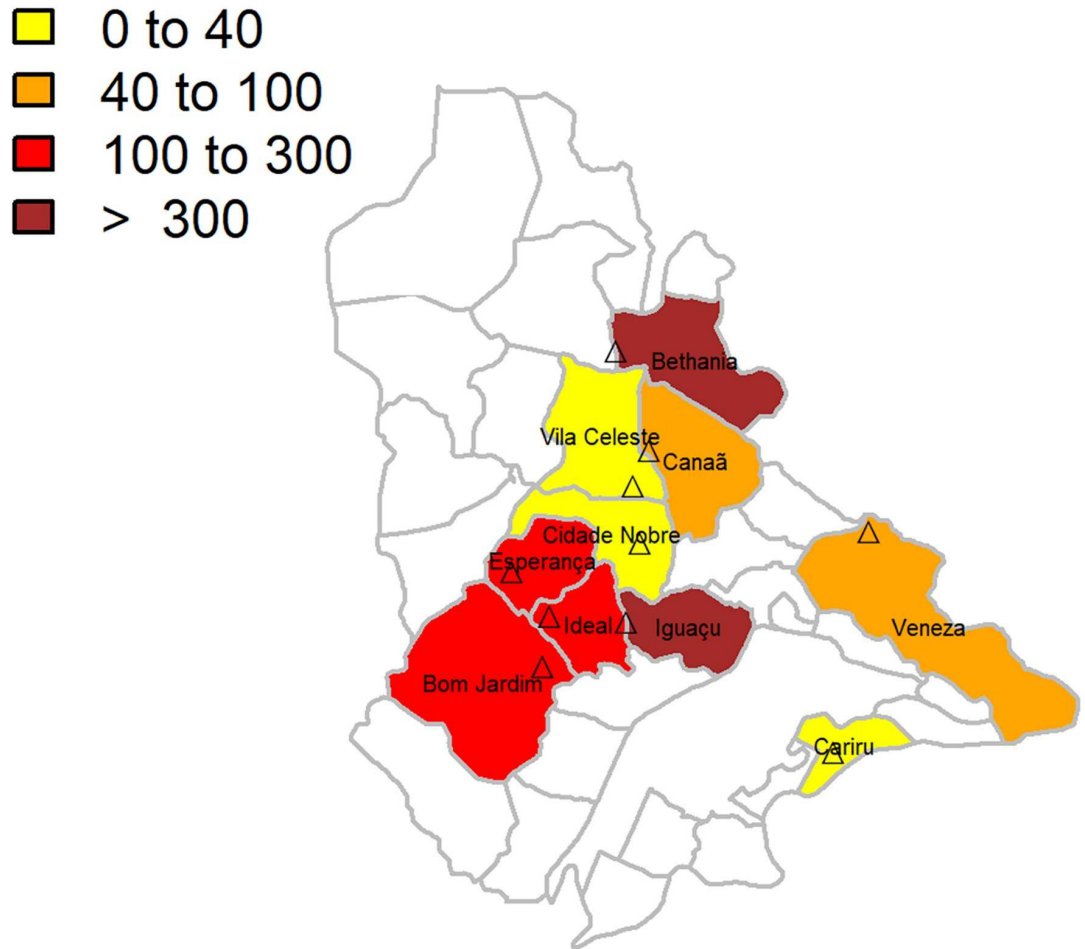 0 to 40
40 to 100
100 to 300
> 300
Bethania
Vila Celeste
Canaã
Cidade Nobre
Esperança
Ideal
Iguaçu
Veneza
Bom Jardim
Cariru